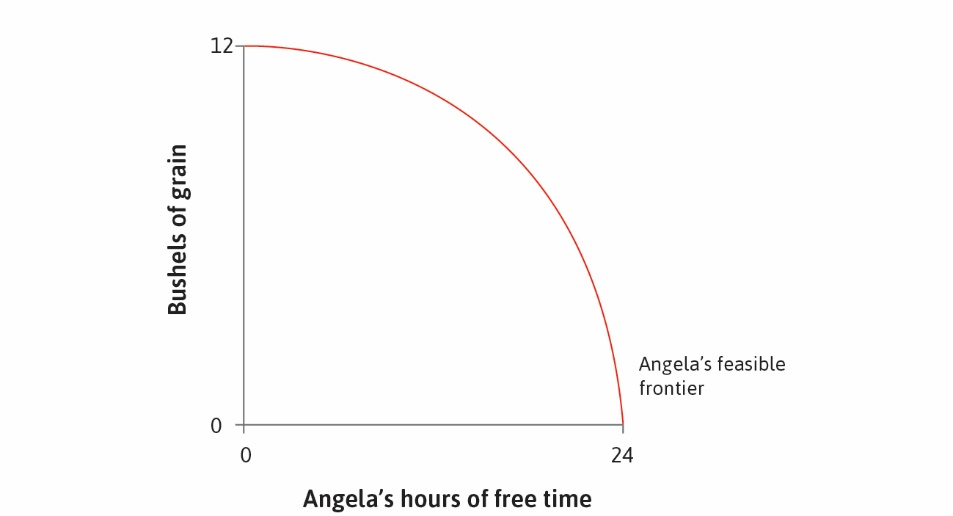 12
Bushels of grain
Angela’s feasible
frontier
0
0
24
Angela’s hours of free time